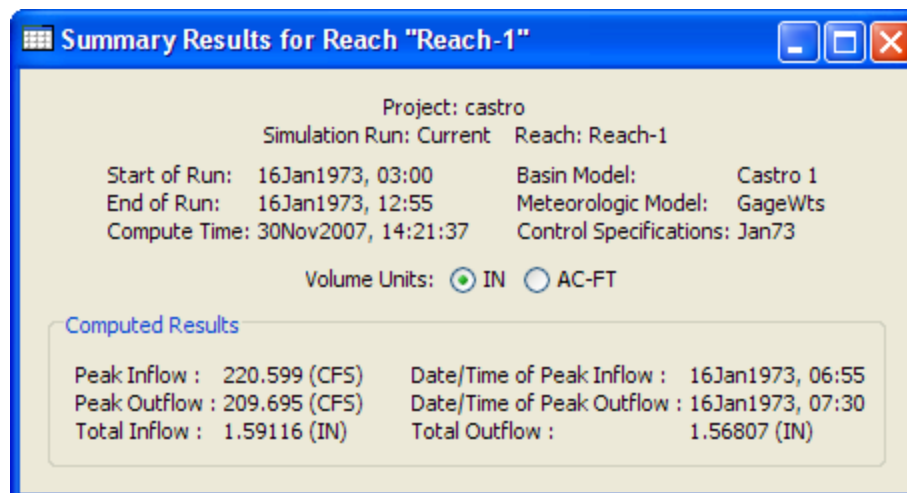 Summary Results for Reach "Reach-1"
Project: castro
Simulation Run: Current Reach: Reach-1
Start of Run: 16Jan1973, 03:00 Basin Model: Castro 1
End of Run: 16Jan1973, 12:55 Meteorologic Model: GageWts
Compute Time: 30Nov2007, 14:21:37 Control Specifications: Jan73
Volume Units: IN AC-FT
Computed Results
Peak Inflow : 220.599 (CFS) Date/Time of Peak Inflow : 16Jan1973, 06:55
Peak Outflow : 209.695 (CFS) Date/Time of Peak Outflow : 16Jan1973, 07:30
Total Inflow : 1.59116 (IN) Total Outflow : 1.56807 (IN)